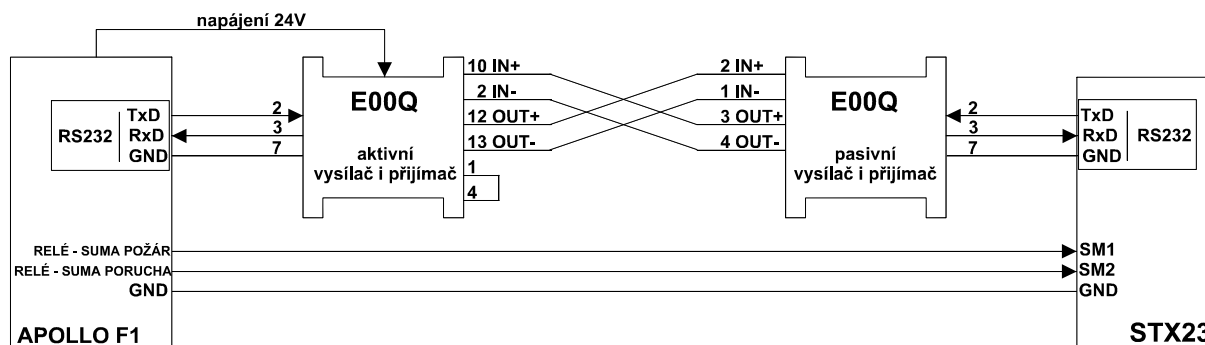 napájení 24V
RS232
TxD
RxD
GND
2
3
7
E00Q
aktivní
vysílač i přijímač
10 IN+
2 IN-
12 OUT+
13 OUT-
1
4
2 IN+
1 IN-
3 OUT+
4 OUT-
E00Q
pasivní
vysílač i přijímač
2
3
7
TxD
RxD
GND
RS232
RELÉ - SUMA POŽÁR
RELÉ - SUMA PORUCHA
GND
SM1
SM2
GND
APOLLO F1
STX23